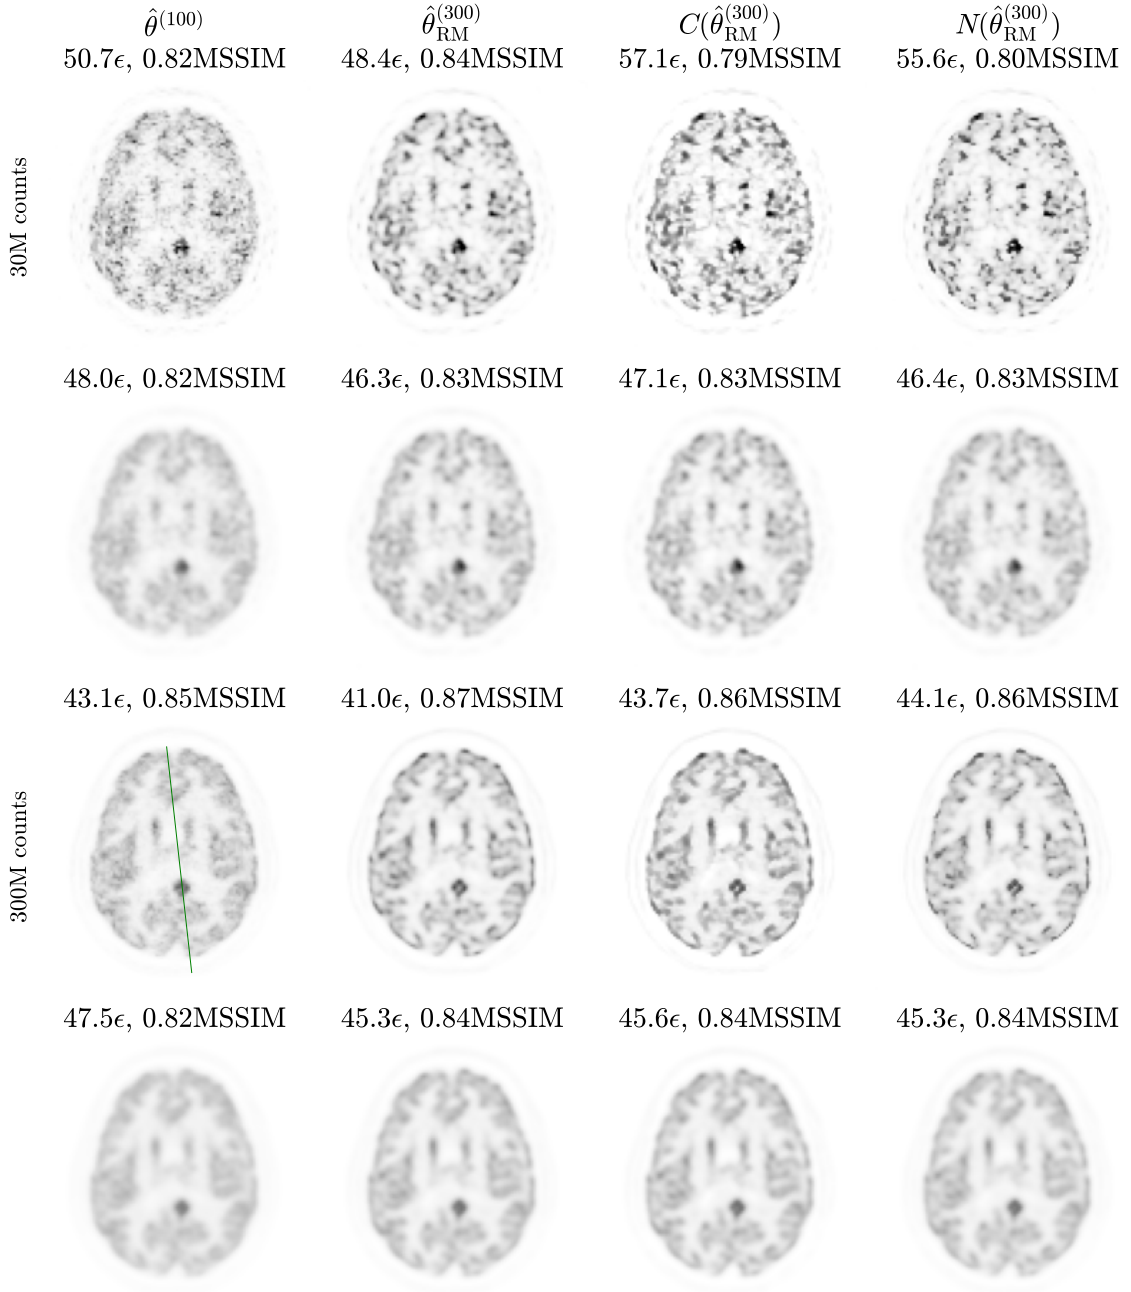 θ̂⁽¹⁰⁰⁾ θ̂_RM⁽³⁰⁰⁾ C(θ̂_RM⁽³⁰⁰⁾) N(θ̂_RM⁽³⁰⁰⁾)
50.7ϵ, 0.82MSSIM 48.4ϵ, 0.84MSSIM 57.1ϵ, 0.79MSSIM 55.6ϵ, 0.80MSSIM
30M counts
48.0ϵ, 0.82MSSIM 46.3ϵ, 0.83MSSIM 47.1ϵ, 0.83MSSIM 46.4ϵ, 0.83MSSIM
43.1ϵ, 0.85MSSIM 41.0ϵ, 0.87MSSIM 43.7ϵ, 0.86MSSIM 44.1ϵ, 0.86MSSIM
300M counts
47.5ϵ, 0.82MSSIM 45.3ϵ, 0.84MSSIM 45.6ϵ, 0.84MSSIM 45.3ϵ, 0.84MSSIM